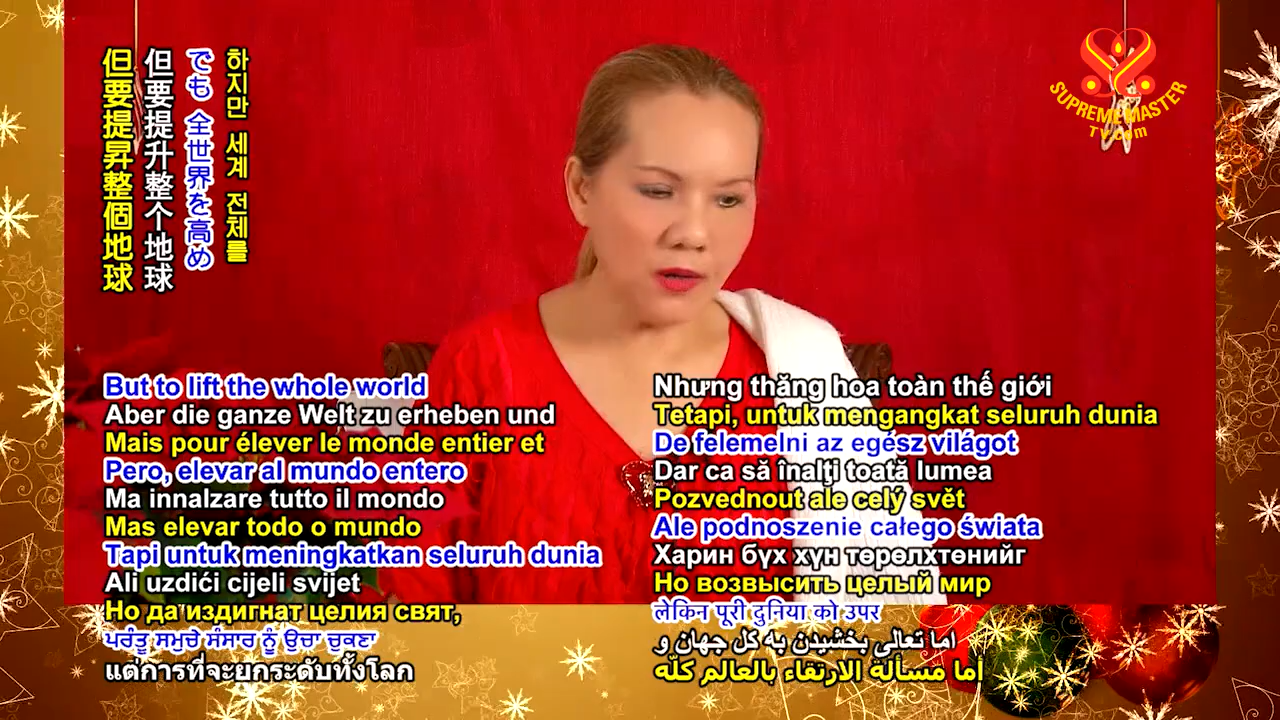 하지만 세계 전체를
でも 全世界を高め
但要提升整个地球
但要提昇整個地球
SUPREME MASTER
TV.com
But to lift the whole world
Aber die ganze Welt zu erheben und
Mais pour élever le monde entier et
Pero, elevar al mundo entero
Ma innalzare tutto il mondo
Mas elevar todo o mundo
Tapi untuk meningkatkan seluruh dunia
Ali uzdići cijeli svijet
Но да издигнат целия свят,
ਪਰੰਤੂ ਸਮੁਚੇ ਸੰਸਾਰ ਨੂੰ ਉਚਾ ਚੁਕਣਾ
แต่การที่จะยกระดับทั้งโลก
Nhưng thăng hoa toàn thế giới
Tetapi, untuk mengangkat seluruh dunia
De felemelni az egész világot
Dar ca să înalţi toată lumea
Pozvednout ale celý svět
Ale podnoszenie całego świata
Харин бүх хүн төрөлхтөнийг
Но возвысить целый мир
लेकिन पूरी दुनिया को उपर
اما تعالی بخشیدن به کل جهان و
أما مسألة الارتقاء بالعالم كلّه